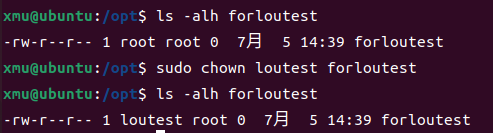 xmu@ubuntu:/opt$ ls -alh forloutest
-rw-r--r-- 1 root root 0  7月  5 14:39 forloutest
xmu@ubuntu:/opt$ sudo chown loutest forloutest
xmu@ubuntu:/opt$ ls -alh forloutest
-rw-r--r-- 1 loutest root 0  7月  5 14:39 forloutest